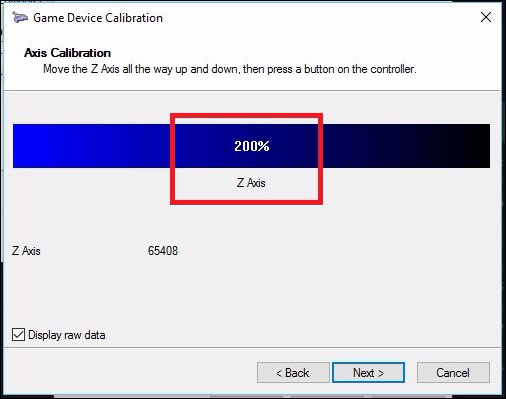 Game Device Calibration
Axis Calibration
Move the Z Axis all the way up and down, then press a button on the controller.
200%
Z Axis
Z Axis 65408
Display raw data
< Back Next > Cancel